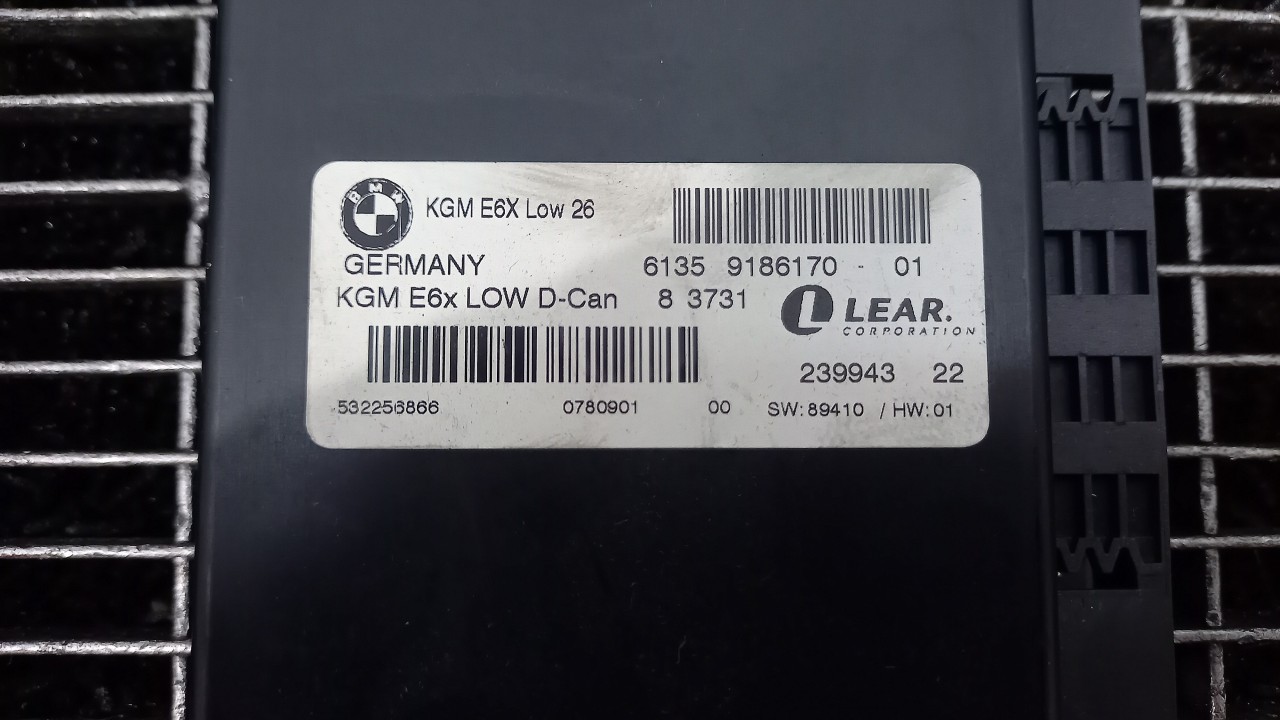 BMW
KGM E6X Low 26
GERMANY
6135 9186170 - 01
KGM E6x LOW D-Can 8 3731
L LEAR.
CORPORATION
239943 22
532256866 0780901 00 SW: 89410 / HW: 01